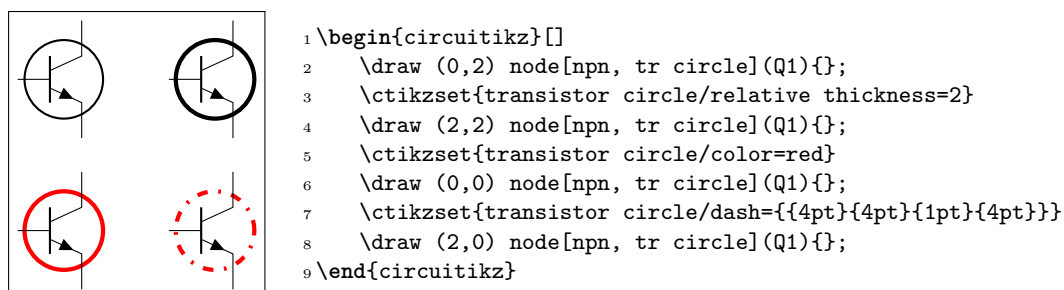 1 \begin{circuitikz}[]
2     \draw (0,2) node[npn, tr circle](Q1){};
3     \ctikzset{transistor circle/relative thickness=2}
4     \draw (2,2) node[npn, tr circle](Q1){};
5     \ctikzset{transistor circle/color=red}
6     \draw (0,0) node[npn, tr circle](Q1){};
7     \ctikzset{transistor circle/dash={{4pt}{4pt}{1pt}{4pt}}}
8     \draw (2,0) node[npn, tr circle](Q1){};
9 \end{circuitikz}